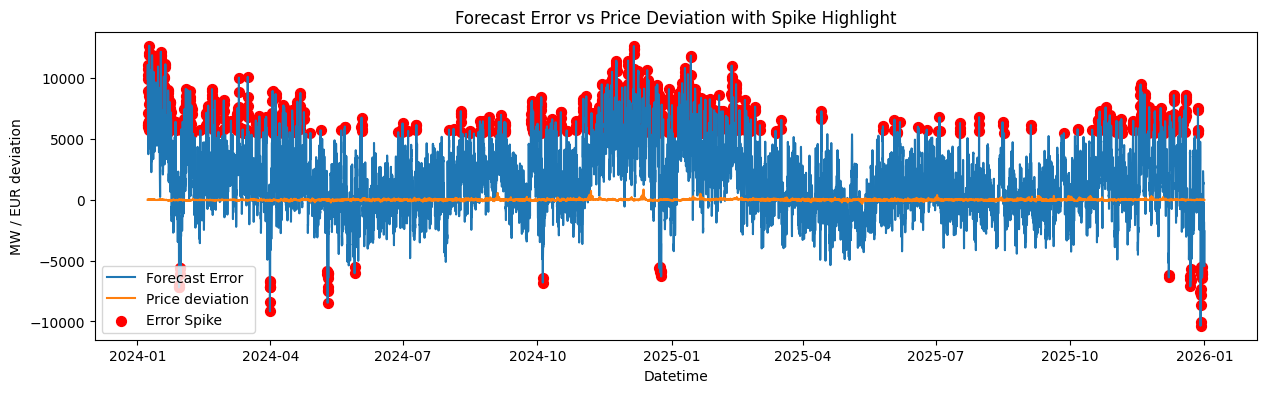 Forecast Error vs Price Deviation with Spike Highlight
MW / EUR deviation
10000
5000
0
−5000
−10000
Forecast Error
Price deviation
Error Spike
2024-01
2024-04
2024-07
2024-10
2025-01
2025-04
2025-07
2025-10
2026-01
Datetime